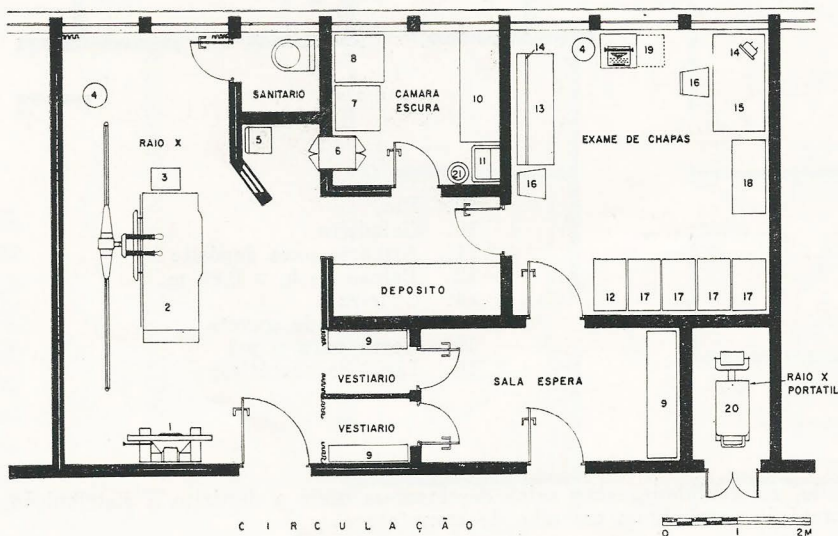 SANITARIO
8
CAMARA
ESCURA
10
7
4
RAIO X
5
6
11
21
3
2
1
14
4
19
14
16
15
13
EXAME DE CHAPAS
16
18
DEPOSITO
12
17
17
17
17
9
VESTIARIO
SALA ESPERA
9
VESTIARIO
9
RAIO X
PORTATIL
20
CIRCULAÇÃO
0
1
2M